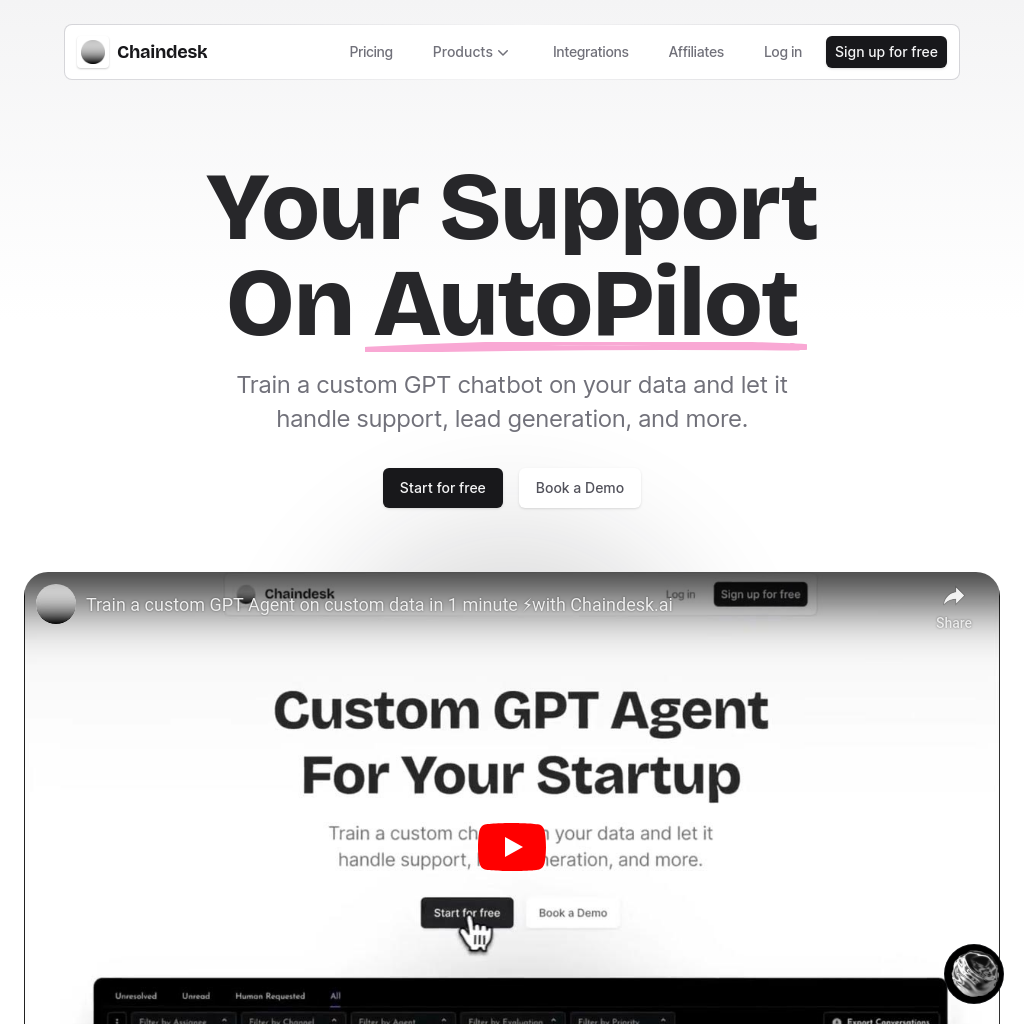 Chaindesk
Pricing
Products
Integrations
Affiliates
Log in
Sign up for free
Your Support
On AutoPilot
Train a custom GPT chatbot on your data and let it
handle support, lead generation, and more.
Start for free
Book a Demo
Chaindesk
Log in
Sign up for free
Train a custom GPT Agent on custom data in 1 minute ⚡with Chaindesk.ai
Share
Custom GPT Agent
For Your Startup
Train a custom your data and let it
handle support, and more.
Start for free
Book a Demo
Unresolved
Unread
Human Requested
All
Filter by Assignee
Filter by Channel
Filter by Agent
Filter by Evaluation
Filter by Priority
Export Conversations